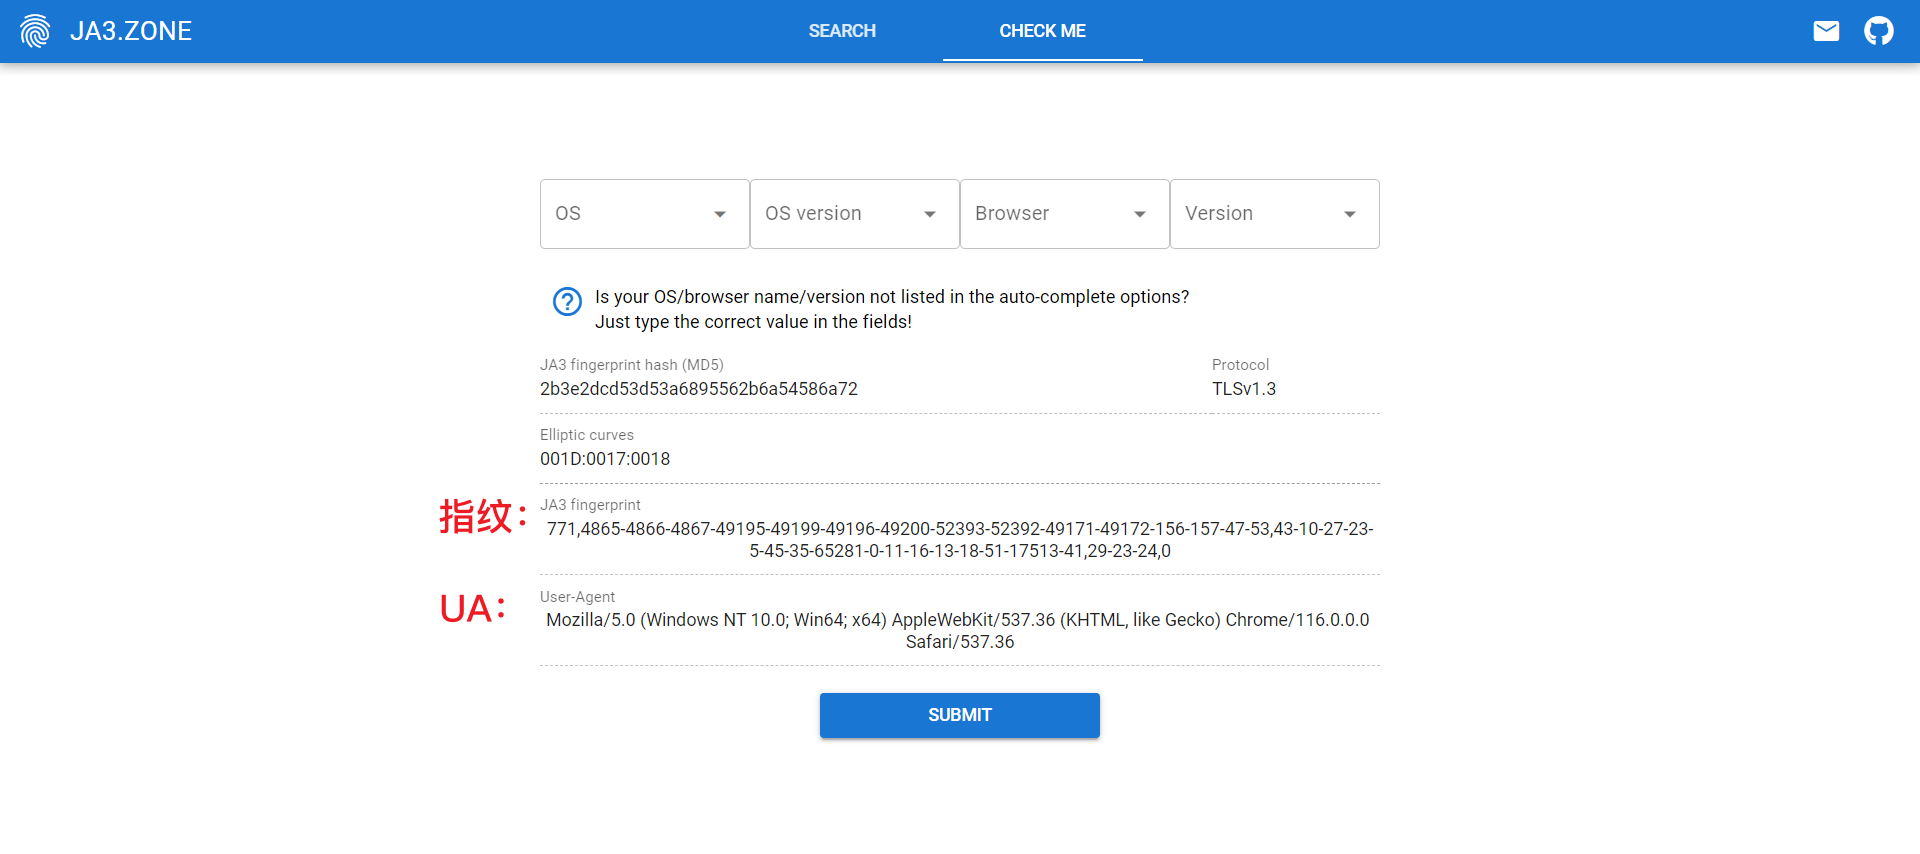 JA3.ZONE
SEARCH
CHECK ME
OS
OS version
Browser
Version
Is your OS/browser name/version not listed in the auto-complete options?
Just type the correct value in the fields!
JA3 fingerprint hash (MD5)
Protocol
2b3e2dcd53d53a6895562b6a54586a72
TLSv1.3
Elliptic curves
001D:0017:0018
指纹：
JA3 fingerprint
771,4865-4866-4867-49195-49199-49196-49200-52393-52392-49171-49172-156-157-47-53,43-10-27-23-
5-45-35-65281-0-11-16-13-18-51-17513-41,29-23-24,0
UA：
User-Agent
Mozilla/5.0 (Windows NT 10.0; Win64; x64) AppleWebKit/537.36 (KHTML, like Gecko) Chrome/116.0.0.0
Safari/537.36
SUBMIT